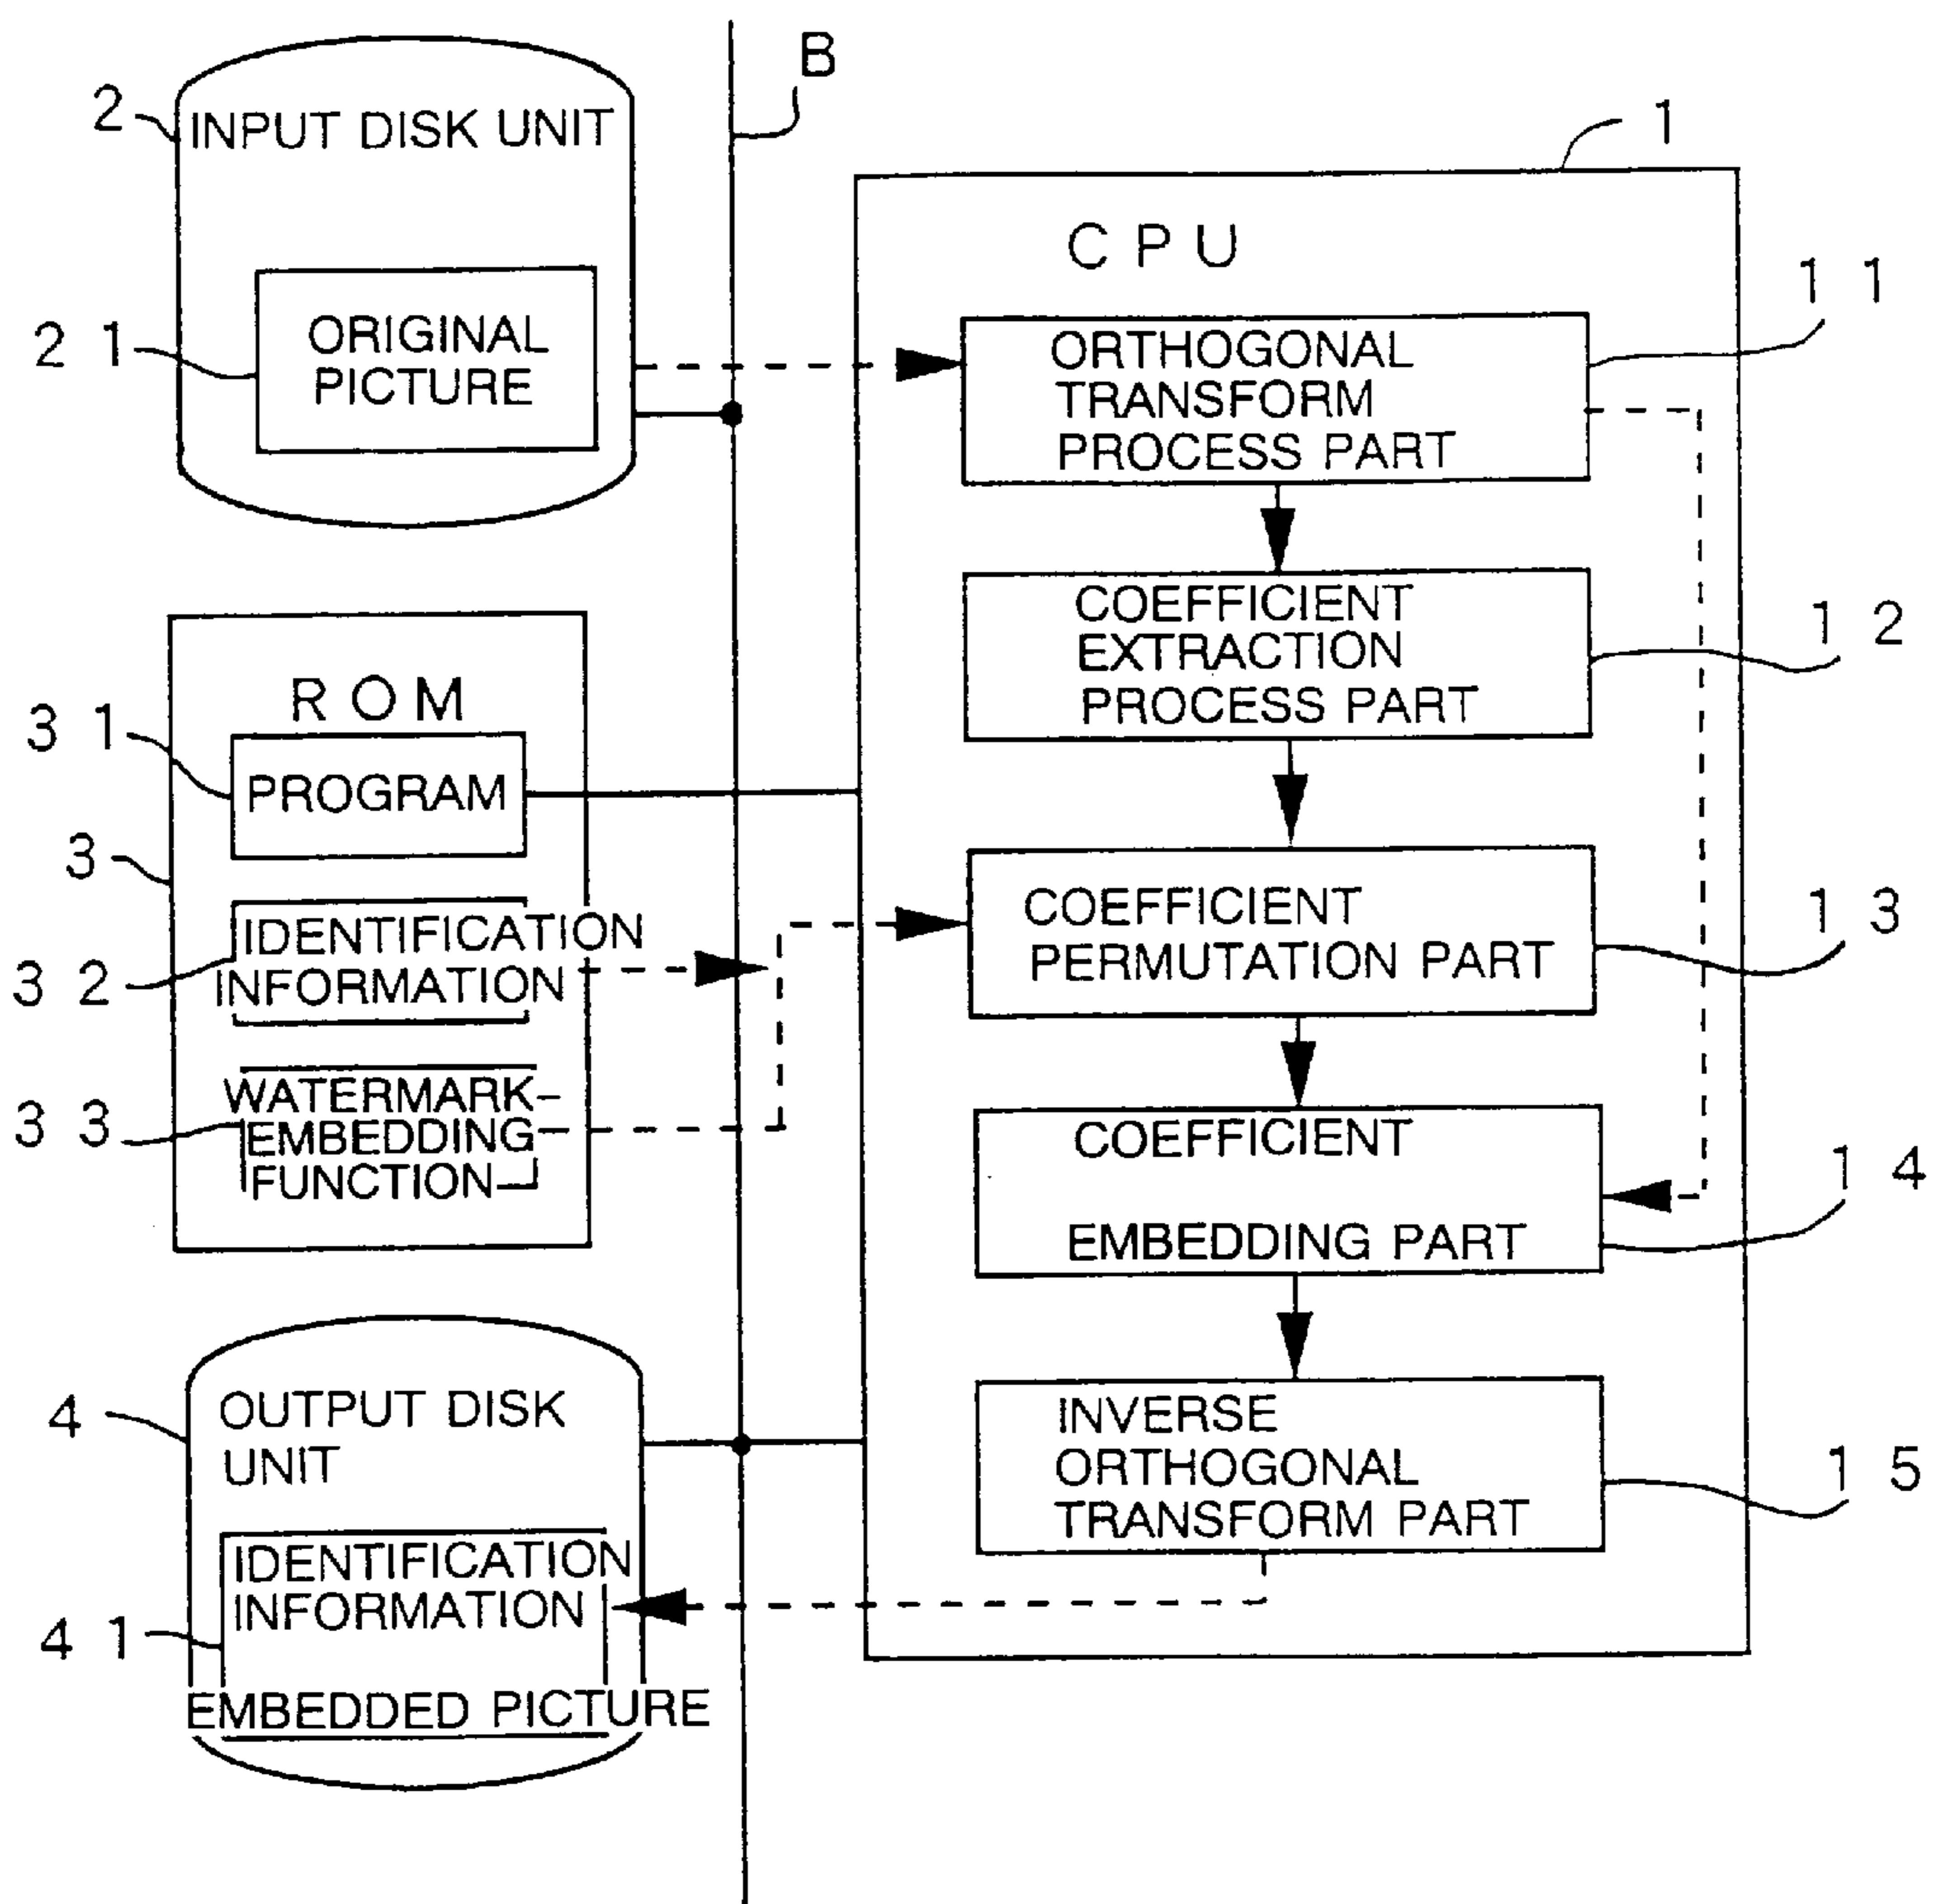 B
2
INPUT DISK UNIT
1
CPU
2 1
ORIGINAL
PICTURE
1 1
ORTHOGONAL
TRANSFORM
PROCESS PART
1 2
COEFFICIENT
EXTRACTION
PROCESS PART
ROM
3 1
PROGRAM
3
3 2
IDENTIFICATION
INFORMATION
1 3
COEFFICIENT
PERMUTATION PART
3 3
WATERMARK-
EMBEDDING
FUNCTION
1 4
COEFFICIENT
EMBEDDING PART
4
OUTPUT DISK
UNIT
1 5
INVERSE
ORTHOGONAL
TRANSFORM PART
4 1
IDENTIFICATION
INFORMATION
EMBEDDED PICTURE